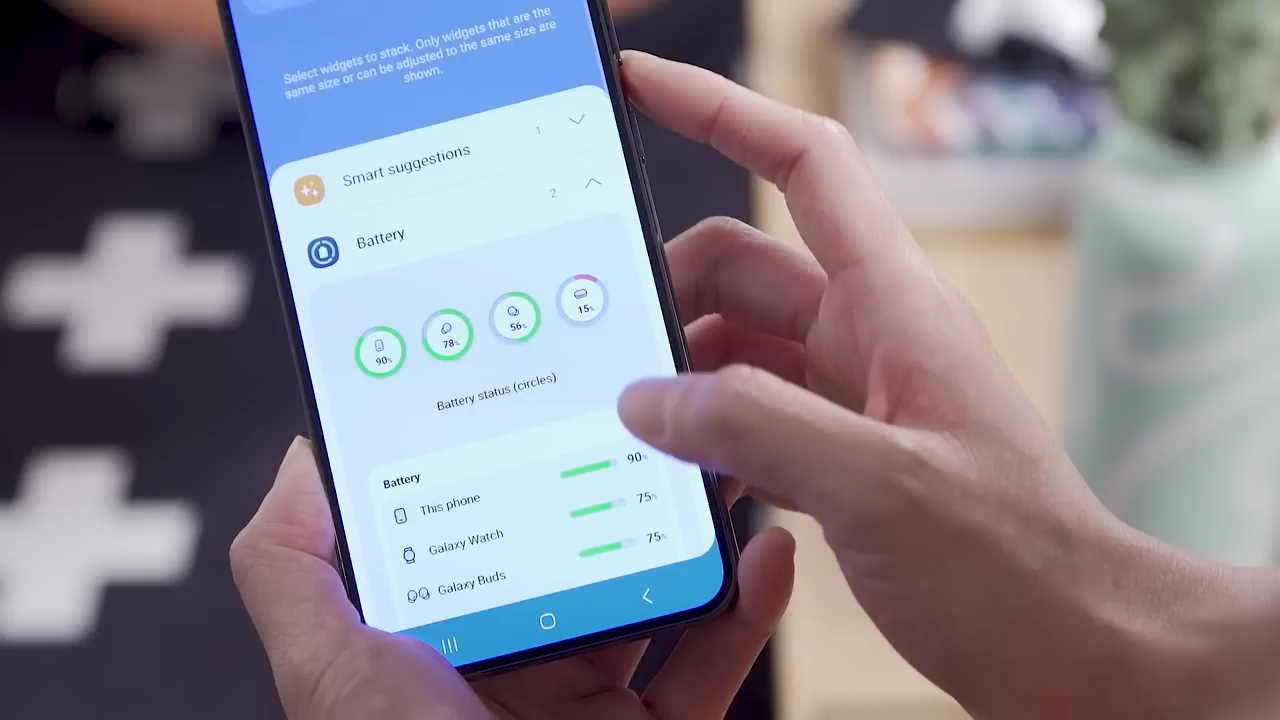 Select widgets to stack. Only widgets that are the
same size or can be adjusted to the same size are
shown.
Smart suggestions 1
Battery 2
90%
78%
56%
15%
Battery status (circles)
Battery
This phone 90%
Galaxy Watch 75%
Galaxy Buds 75%